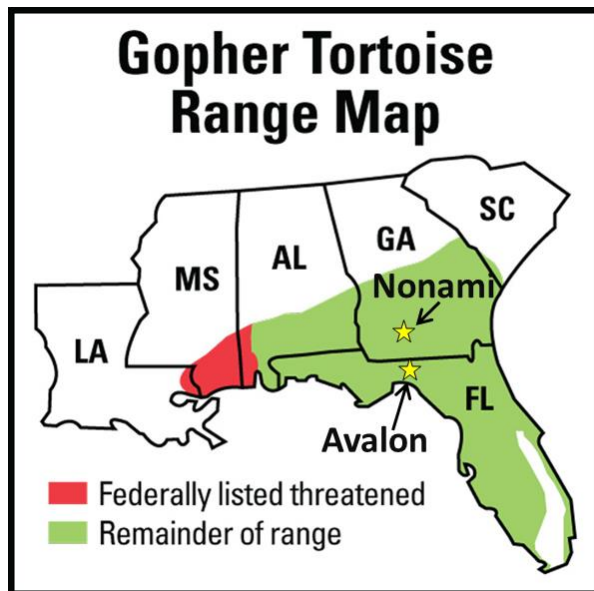 Gopher Tortoise
Range Map
SC
GA
AL
MS
Nonami
LA
FL
Avalon
Federally listed threatened
Remainder of range